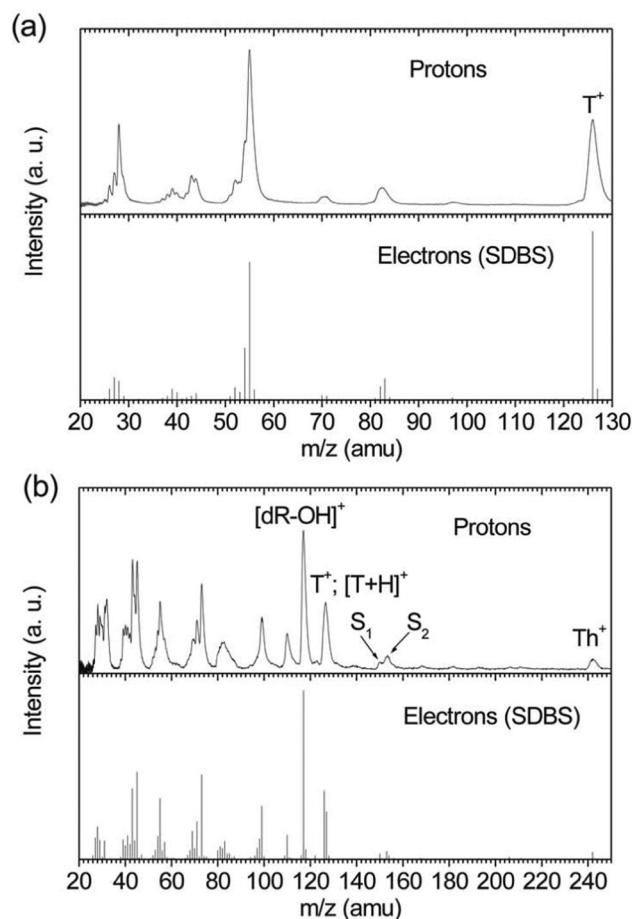 (a)
Protons
T⁺
Intensity (a. u.)
Electrons (SDBS)
20 30 40 50 60 70 80 90 100 110 120 130
m/z (amu)
(b)
[dR-OH]⁺
Protons
T⁺; [T+H]⁺
S₁ S₂
Th⁺
Intensity (a. u.)
Electrons (SDBS)
20 40 60 80 100 120 140 160 180 200 220 240
m/z (amu)